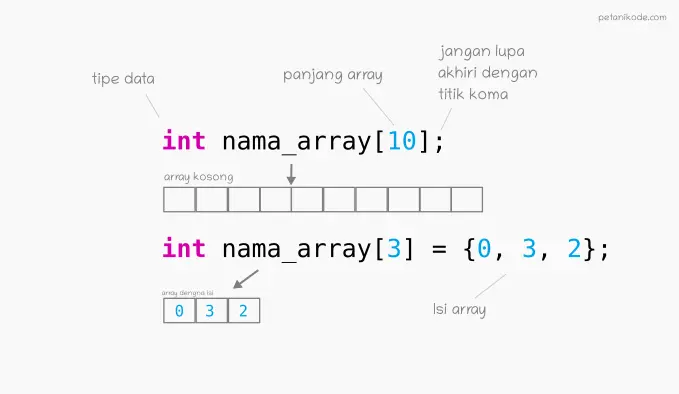 petanikode.com
jangan lupa
akhiri dengan
titik koma
panjang array
tipe data
int nama_array[10];
array kosong
int nama_array[3] = {0, 3, 2};
array dengna isi
0 3 2
Isi array